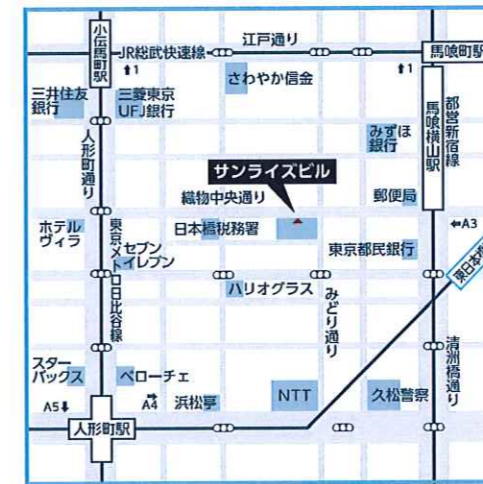 小伝馬町駅
江戸通り
JR総武快速線
馬喰町駅
⬆1
⬆1
さわやか信金
三井住友
銀行
三菱東京
UFJ銀行
人形町通り
みずほ
銀行
馬喰横山駅
都営新宿線
サンライズビル
織物中央通り
郵便局
ホテル
ヴィラ
東京メトロ日比谷線
日本橋税務署
⬅A3
セブン
イレブン
東京都民銀行
東日本橋
ハリオグラス
みどり通り
清洲橋通り
スター
バックス
ベローチェ
A5⬇
A4
浜松亭
NTT
久松警察
人形町駅